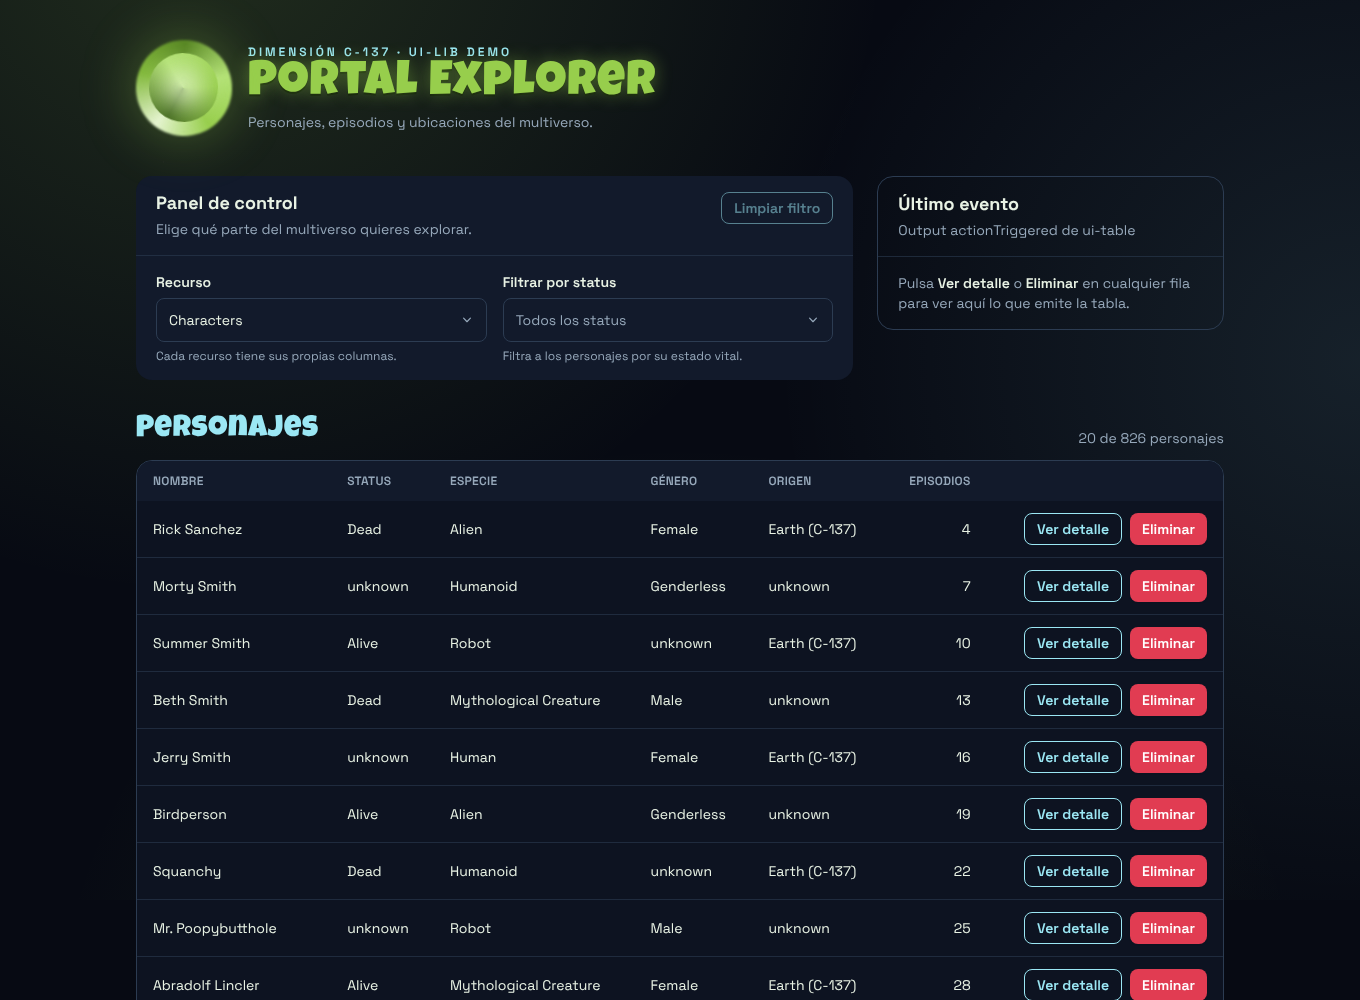 DIMENSIÓN C-137 · UI-LIB DEMO
PORTAL EXPLORER
Personajes, episodios y ubicaciones del multiverso.
Panel de control
Limpiar filtro
Elige qué parte del multiverso quieres explorar.
Recurso
Filtrar por status
Characters
Todos los status
Cada recurso tiene sus propias columnas.
Filtra a los personajes por su estado vital.
Último evento
Output actionTriggered de ui-table
Pulsa Ver detalle o Eliminar en cualquier fila
para ver aquí lo que emite la tabla.
Personajes
20 de 826 personajes
NOMBRE STATUS ESPECIE GÉNERO ORIGEN EPISODIOS
Rick Sanchez Dead Alien Female Earth (C-137) 4 Ver detalle Eliminar
Morty Smith unknown Humanoid Genderless unknown 7 Ver detalle Eliminar
Summer Smith Alive Robot unknown Earth (C-137) 10 Ver detalle Eliminar
Beth Smith Dead Mythological Creature Male unknown 13 Ver detalle Eliminar
Jerry Smith unknown Human Female Earth (C-137) 16 Ver detalle Eliminar
Birdperson Alive Alien Genderless unknown 19 Ver detalle Eliminar
Squanchy Dead Humanoid unknown Earth (C-137) 22 Ver detalle Eliminar
Mr. Poopybutthole unknown Robot Male unknown 25 Ver detalle Eliminar
Abradolf Lincler Alive Mythological Creature Female Earth (C-137) 28 Ver detalle Eliminar